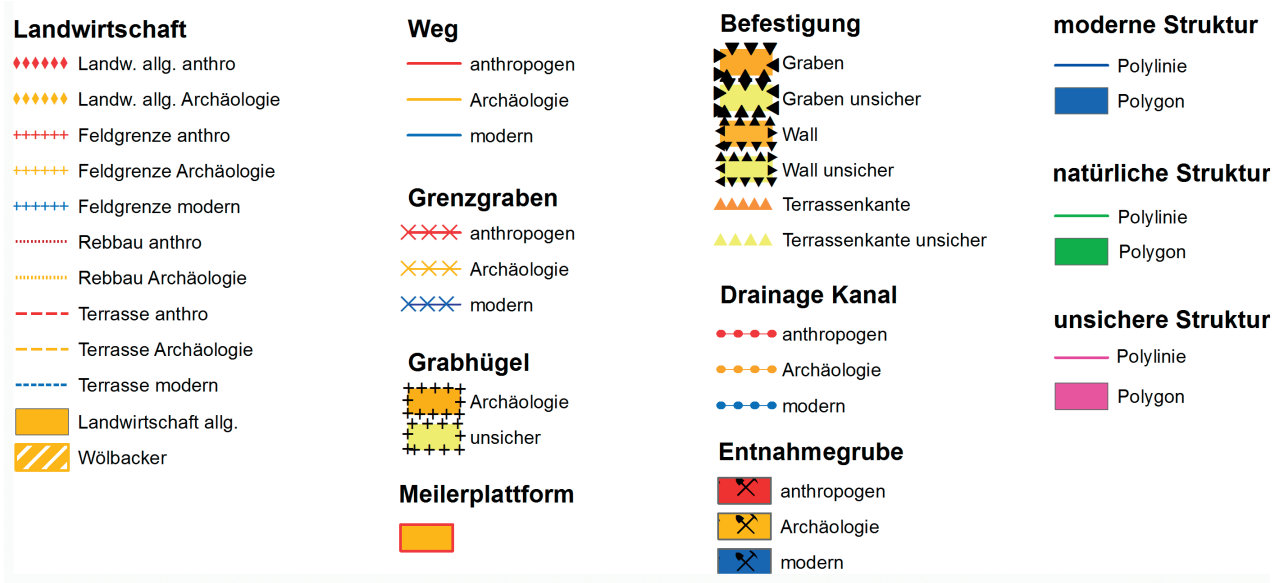 Landwirtschaft
Landw. allg. anthro
Landw. allg. Archäologie
Feldgrenze anthro
Feldgrenze Archäologie
Feldgrenze modern
Rebbau anthro
Rebbau Archäologie
Terrasse anthro
Terrasse Archäologie
Terrasse modern
Landwirtschaft allg.
Wölbacker
Weg
anthropogen
Archäologie
modern
Grenzgraben
anthropogen
Archäologie
modern
Grabhügel
Archäologie
unsicher
Meilerplattform
Befestigung
Graben
Graben unsicher
Wall
Wall unsicher
Terrassenkante
Terrassenkante unsicher
Drainage Kanal
anthropogen
Archäologie
modern
Entnahmegrube
anthropogen
Archäologie
modern
moderne Struktur
Polylinie
Polygon
natürliche Struktur
Polylinie
Polygon
unsichere Struktur
Polylinie
Polygon